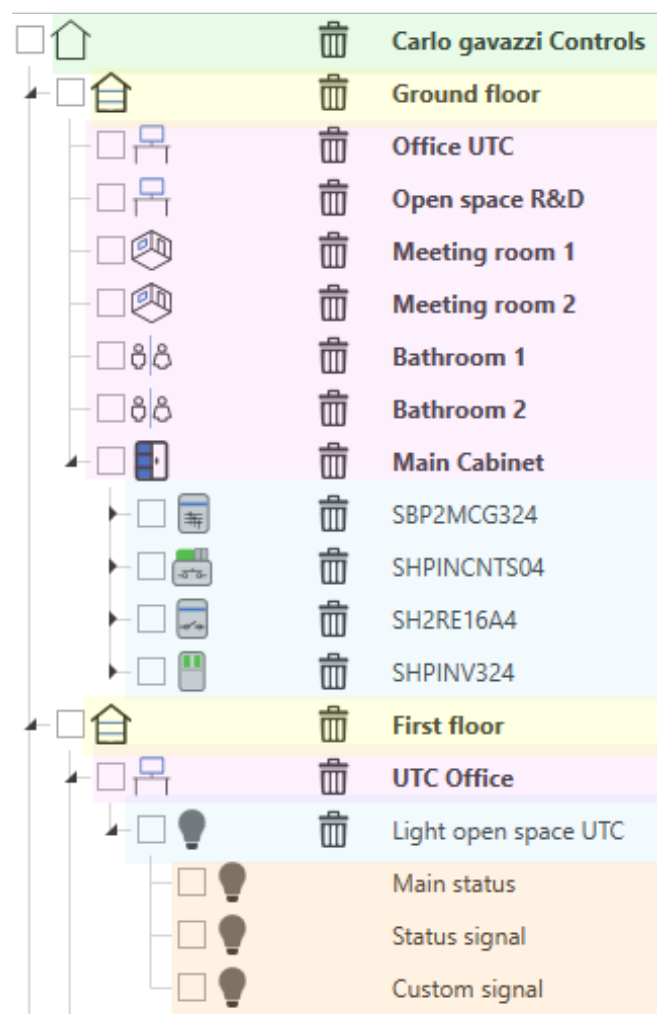 Carlo gavazzi Controls
Ground floor
Office UTC
Open space R&D
Meeting room 1
Meeting room 2
Bathroom 1
Bathroom 2
Main Cabinet
SBP2MCG324
SHPINCNTS04
SH2RE16A4
SHPINV324
First floor
UTC Office
Light open space UTC
Main status
Status signal
Custom signal